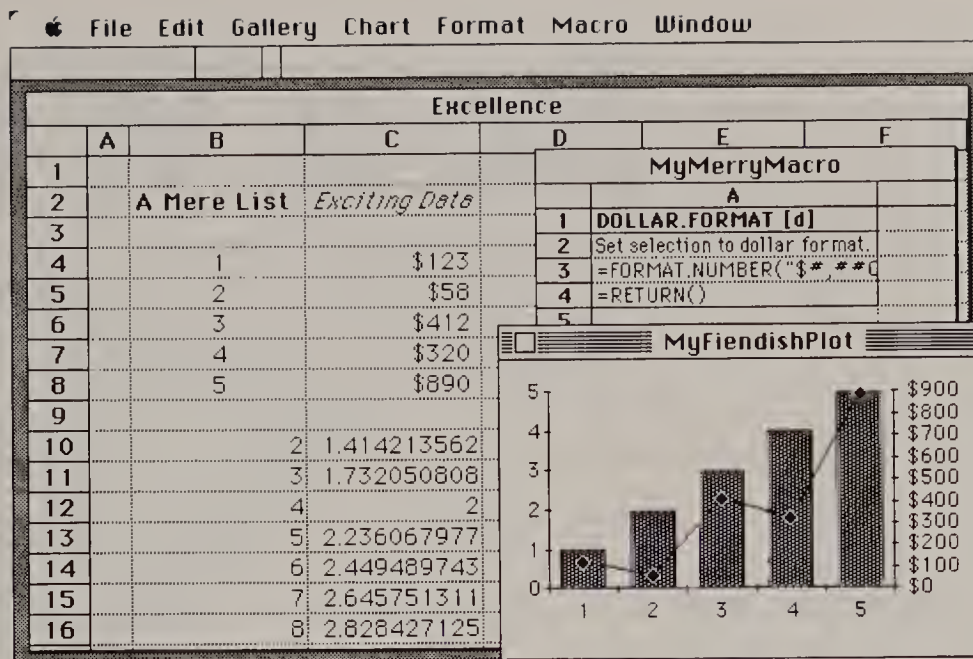 File Edit Gallery Chart Format Macro Window
Excellence
A B C D E F
1
2 A Mere List Exciting Data
3
4 1 $123
5 2 $58
6 3 $412
7 4 $320
8 5 $890
9
10 2 1.414213562
11 3 1.732050808
12 4 2
13 5 2.236067977
14 6 2.449489743
15 7 2.645751311
16 8 2.828427125
MyMerryMacro
A
1 DOLLAR.FORMAT [d]
2 Set selection to dollar format.
3 =FORMAT.NUMBER("$#,##0
4 =RETURN()
5
MyFiendishPlot
5
4
3
2
1
0
$900
$800
$700
$600
$500
$400
$300
$200
$100
$0
1 2 3 4 5